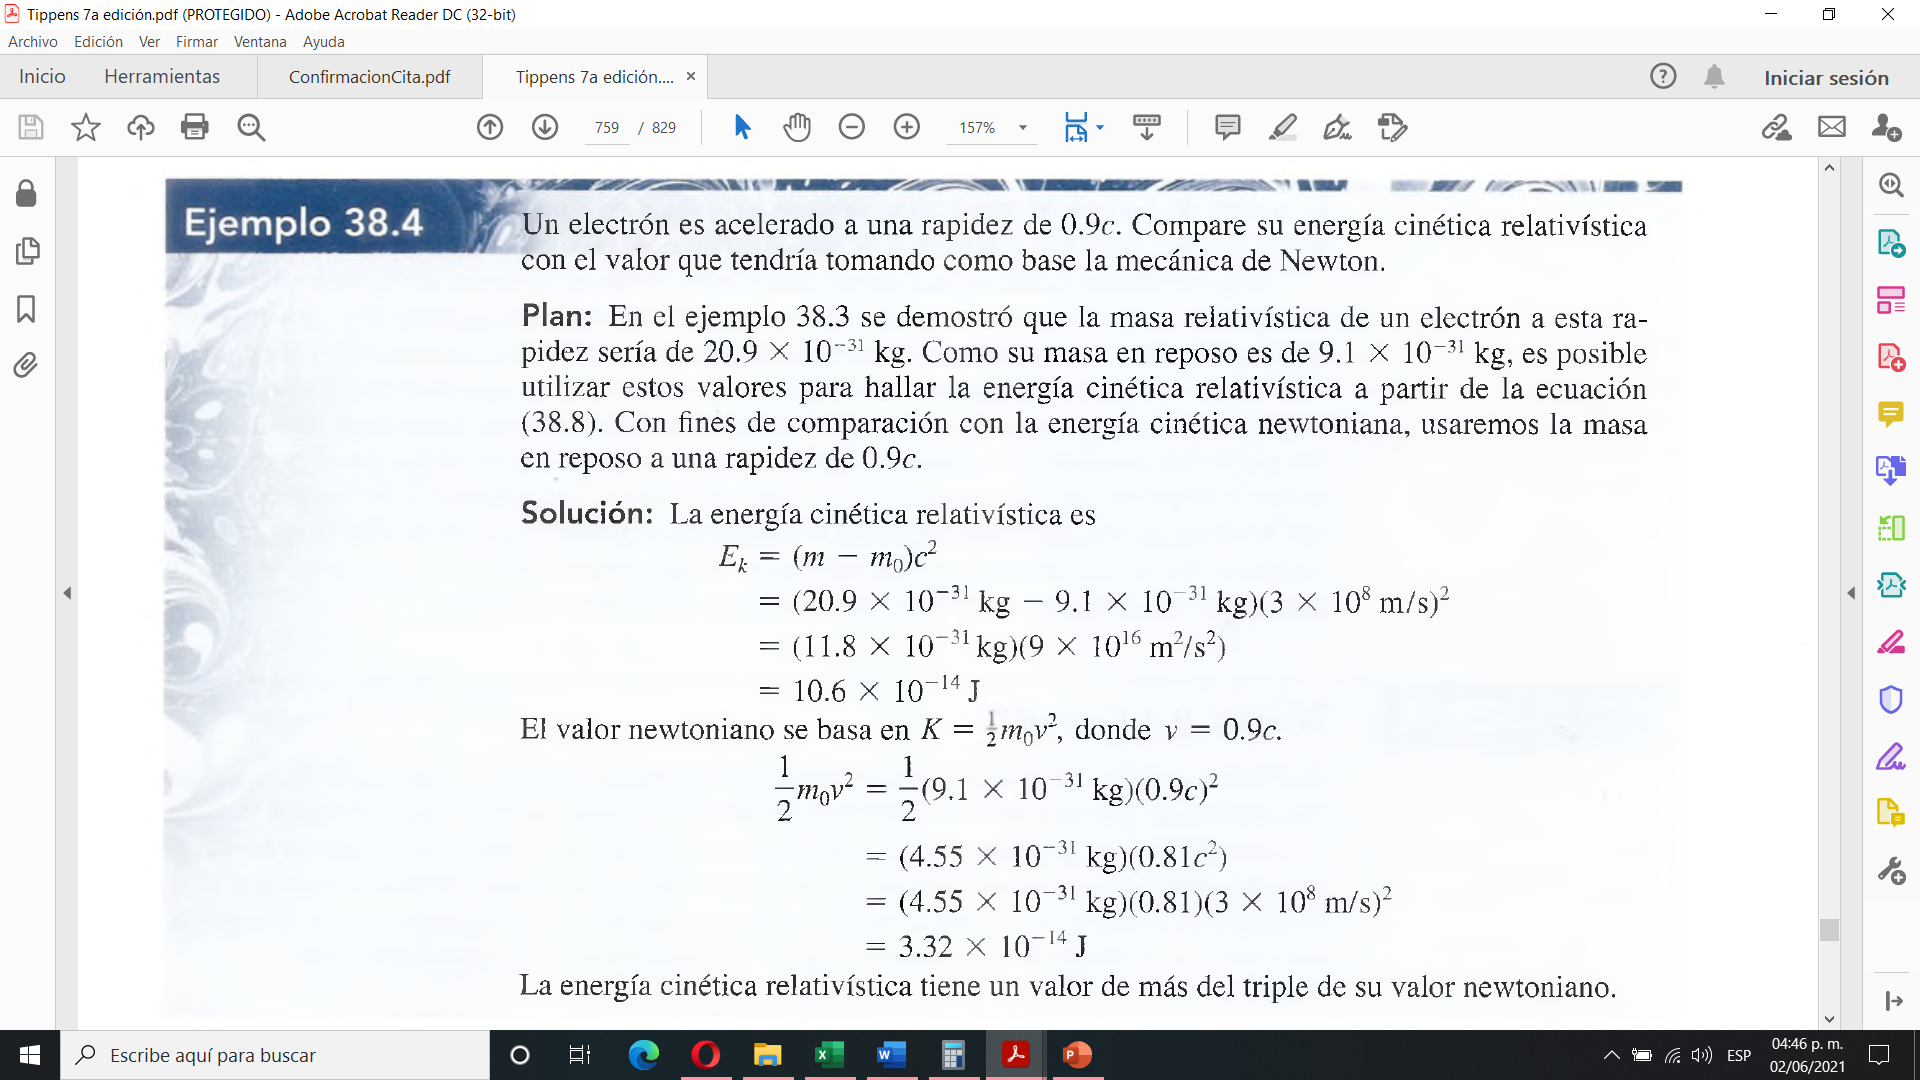 Tippens 7a edición.pdf (PROTEGIDO) - Adobe Acrobat Reader DC (32-bit)
Archivo Edición Ver Firmar Ventana Ayuda
Inicio Herramientas ConfirmacionCita.pdf Tippens 7a edición.... × Iniciar sesión
759 / 829 157%
Ejemplo 38.4
Un electrón es acelerado a una rapidez de 0.9c. Compare su energía cinética relativística
con el valor que tendría tomando como base la mecánica de Newton.
Plan: En el ejemplo 38.3 se demostró que la masa relativística de un electrón a esta ra-
pidez sería de 20.9 × 10⁻³¹ kg. Como su masa en reposo es de 9.1 × 10⁻³¹ kg, es posible
utilizar estos valores para hallar la energía cinética relativística a partir de la ecuación
(38.8). Con fines de comparación con la energía cinética newtoniana, usaremos la masa
en reposo a una rapidez de 0.9c.
Solución: La energía cinética relativística es
Eₖ = (m − m₀)c²
= (20.9 × 10⁻³¹ kg − 9.1 × 10⁻³¹ kg)(3 × 10⁸ m/s)²
= (11.8 × 10⁻³¹ kg)(9 × 10¹⁶ m²/s²)
= 10.6 × 10⁻¹⁴ J
El valor newtoniano se basa en K = ½m₀v², donde v = 0.9c.
1/2 m₀v² = 1/2 (9.1 × 10⁻³¹ kg)(0.9c)²
= (4.55 × 10⁻³¹ kg)(0.81c²)
= (4.55 × 10⁻³¹ kg)(0.81)(3 × 10⁸ m/s)²
= 3.32 × 10⁻¹⁴ J
La energía cinética relativística tiene un valor de más del triple de su valor newtoniano.
Escribe aquí para buscar
ESP
04:46 p. m.
02/06/2021